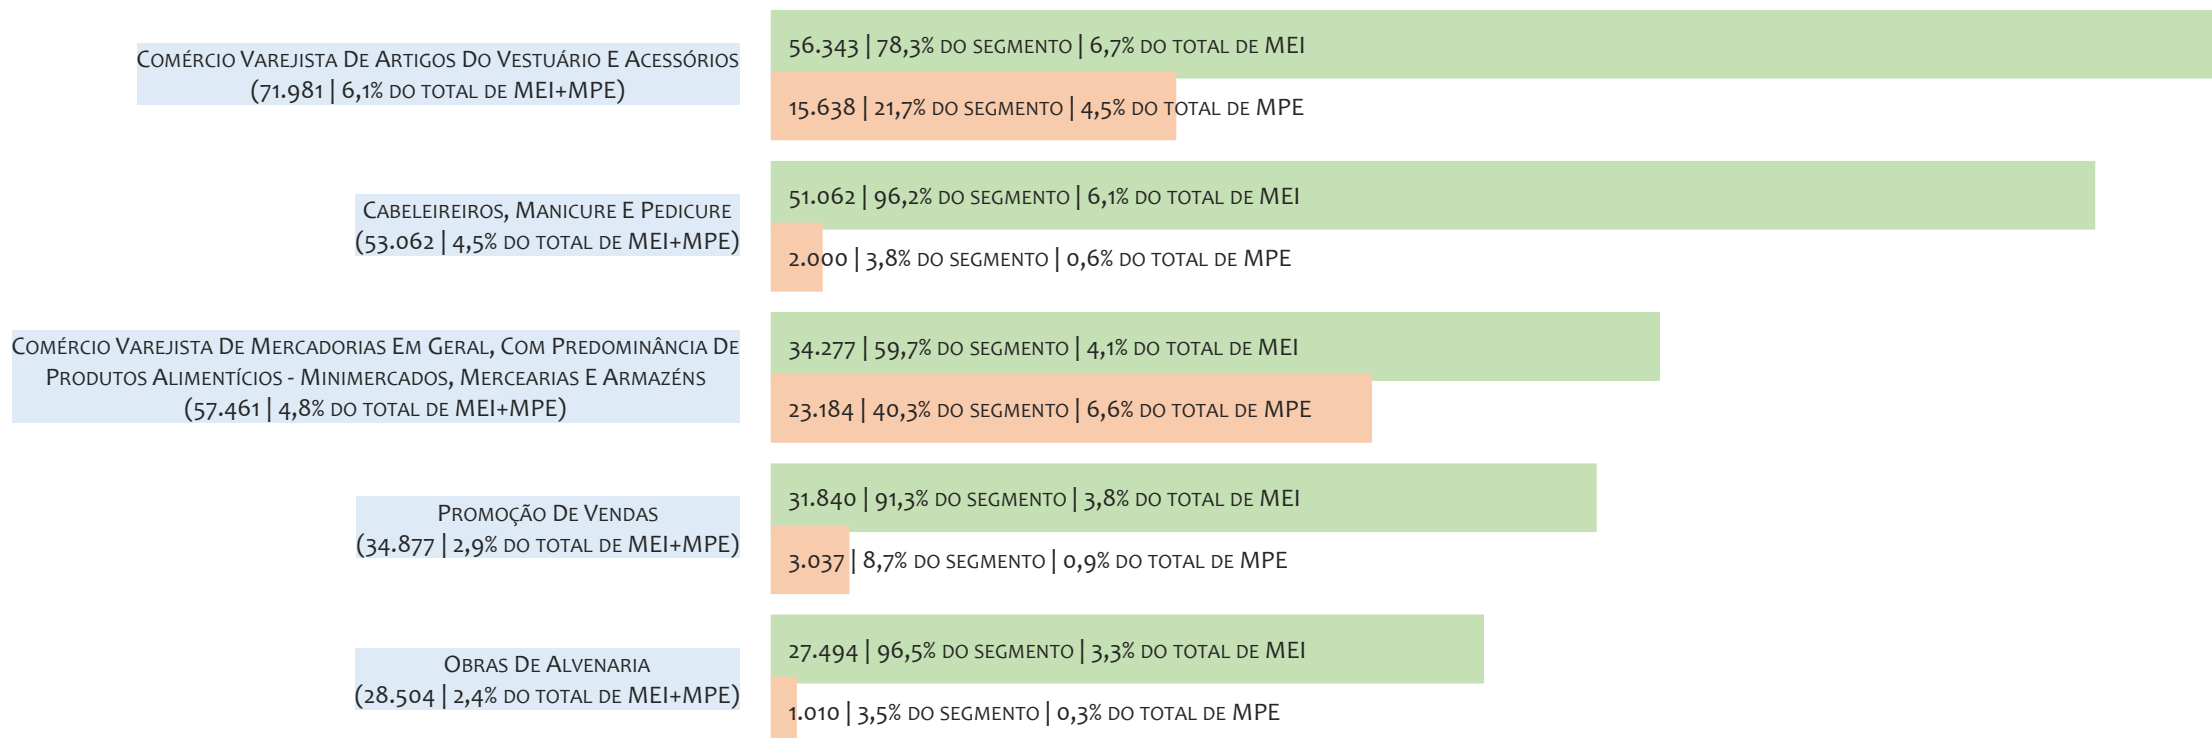 Comércio Varejista De Artigos Do Vestuário E Acessórios
(71.981 | 6,1% do total de MEI+MPE)
56.343 | 78,3% do segmento | 6,7% do total de MEI
15.638 | 21,7% do segmento | 4,5% do total de MPE
Cabeleireiros, Manicure E Pedicure
(53.062 | 4,5% do total de MEI+MPE)
51.062 | 96,2% do segmento | 6,1% do total de MEI
2.000 | 3,8% do segmento | 0,6% do total de MPE
Comércio Varejista De Mercadorias Em Geral, Com Predominância De
Produtos Alimentícios - Minimercados, Mercearias E Armazéns
(57.461 | 4,8% do total de MEI+MPE)
34.277 | 59,7% do segmento | 4,1% do total de MEI
23.184 | 40,3% do segmento | 6,6% do total de MPE
Promoção De Vendas
(34.877 | 2,9% do total de MEI+MPE)
31.840 | 91,3% do segmento | 3,8% do total de MEI
3.037 | 8,7% do segmento | 0,9% do total de MPE
Obras De Alvenaria
(28.504 | 2,4% do total de MEI+MPE)
27.494 | 96,5% do segmento | 3,3% do total de MEI
1.010 | 3,5% do segmento | 0,3% do total de MPE